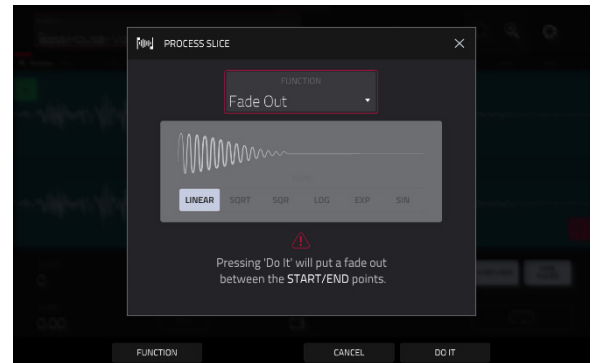 PROCESS SLICE
FUNCTION
Fade Out
TYPE
LINEAR SQRT SQR LOG EXP SIN
Pressing 'Do It' will put a fade out
between the START/END points.
FUNCTION CANCEL DO IT